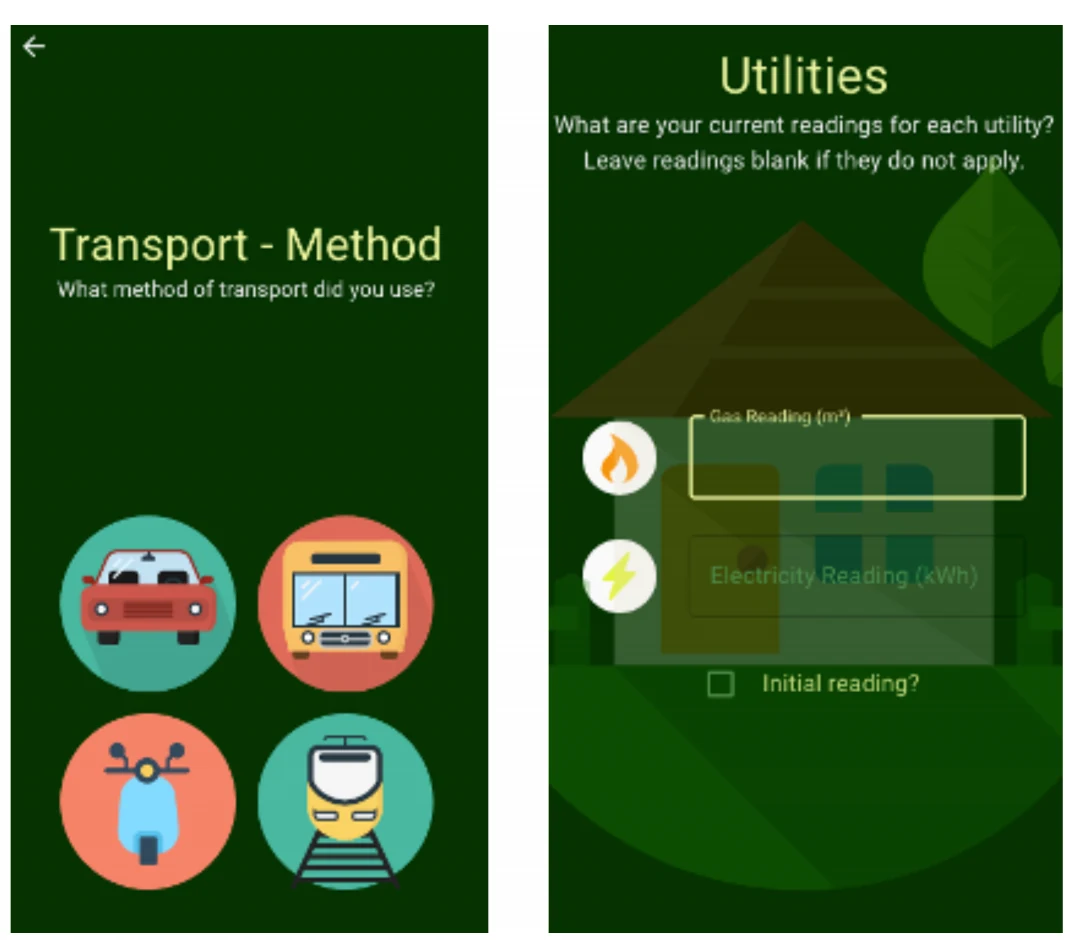 Transport - Method
What method of transport did you use?
Utilities
What are your current readings for each utility?
Leave readings blank if they do not apply.
Gas Reading (m³)
Electricity Reading (kWh)
Initial reading?